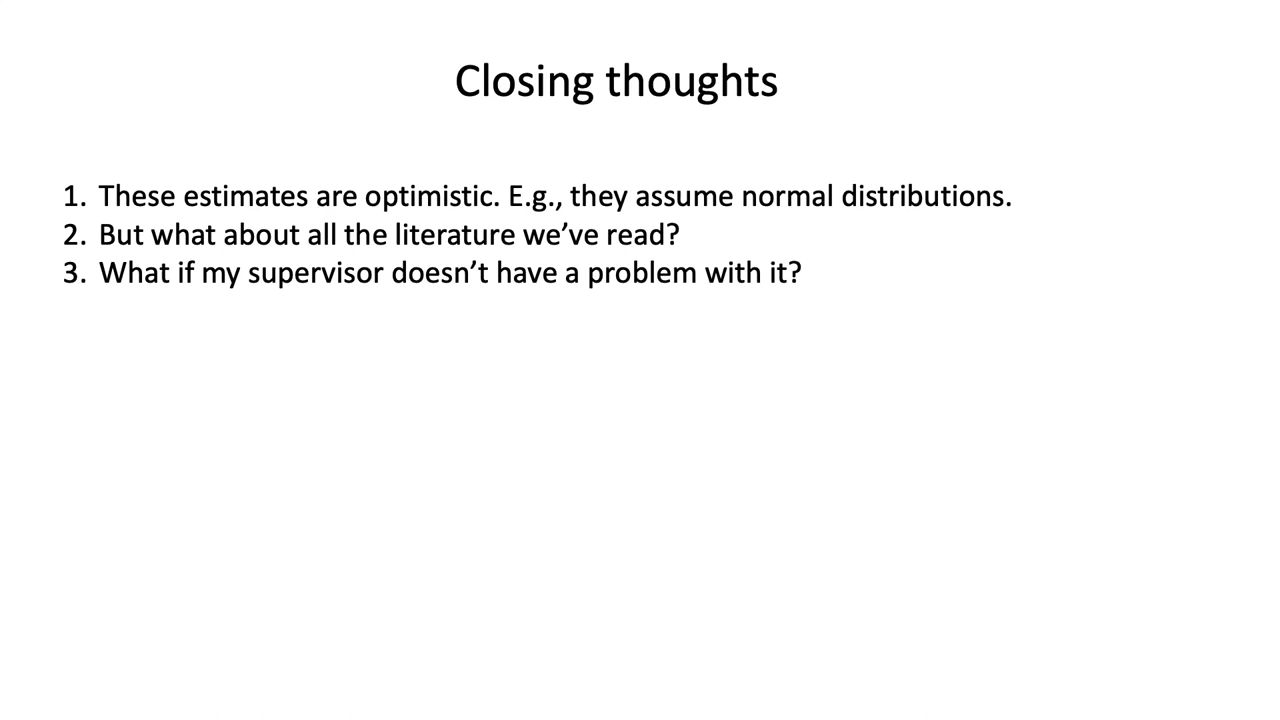 Closing thoughts
1. These estimates are optimistic. E.g., they assume normal distributions.
2. But what about all the literature we’ve read?
3. What if my supervisor doesn’t have a problem with it?